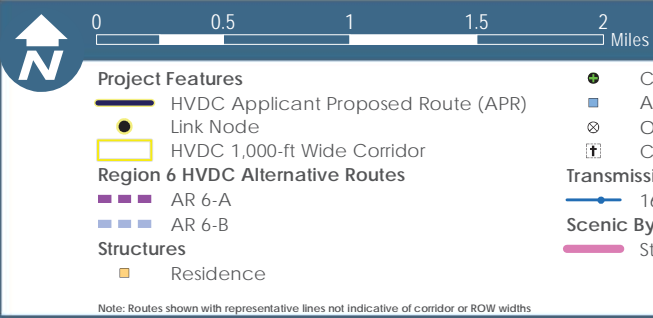 N
0 0.5 1 1.5 2 Miles
Project Features
HVDC Applicant Proposed Route (APR)
Link Node
HVDC 1,000-ft Wide Corridor
Region 6 HVDC Alternative Routes
AR 6-A
AR 6-B
Structures
Residence
Note: Routes shown with representative lines not indicative of corridor or ROW widths
C
A
O
C
Transmissi
16
Scenic By
St